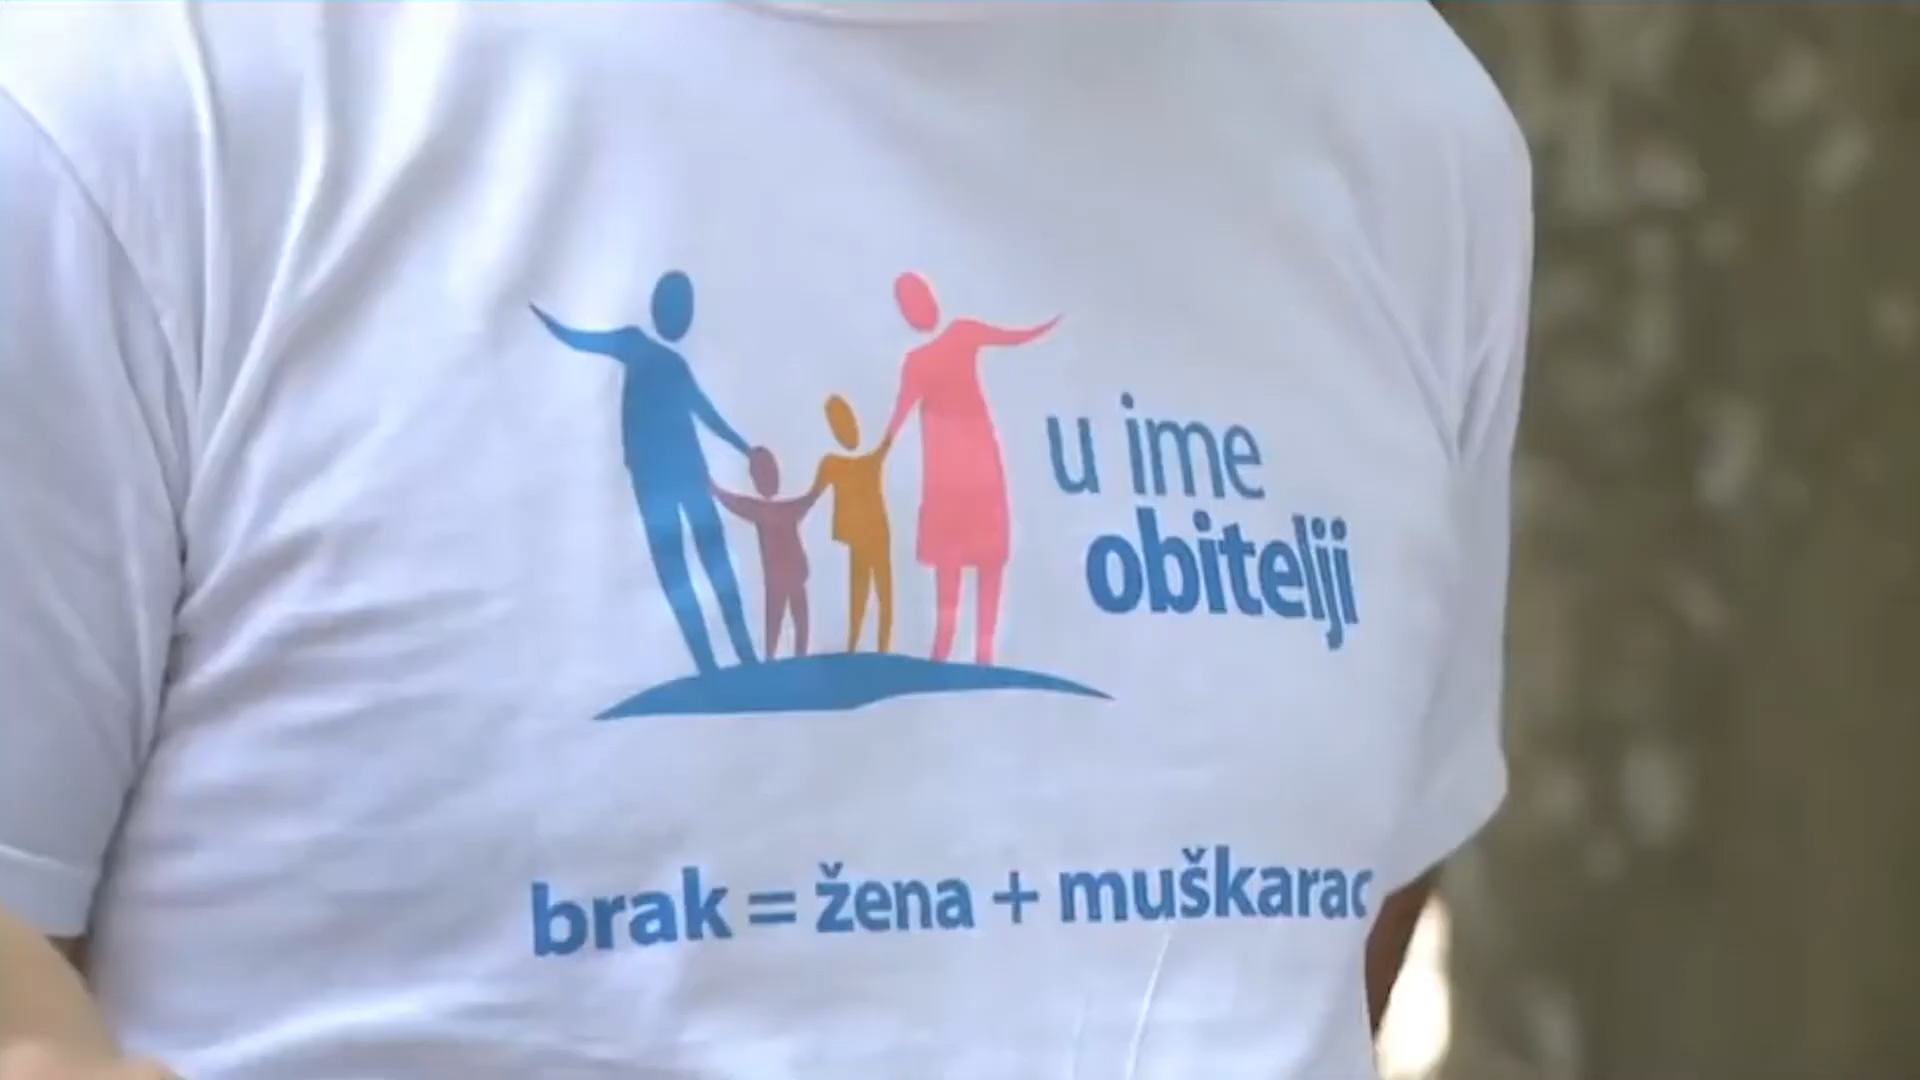 u ime
obitelji
brak = žena + muškarac